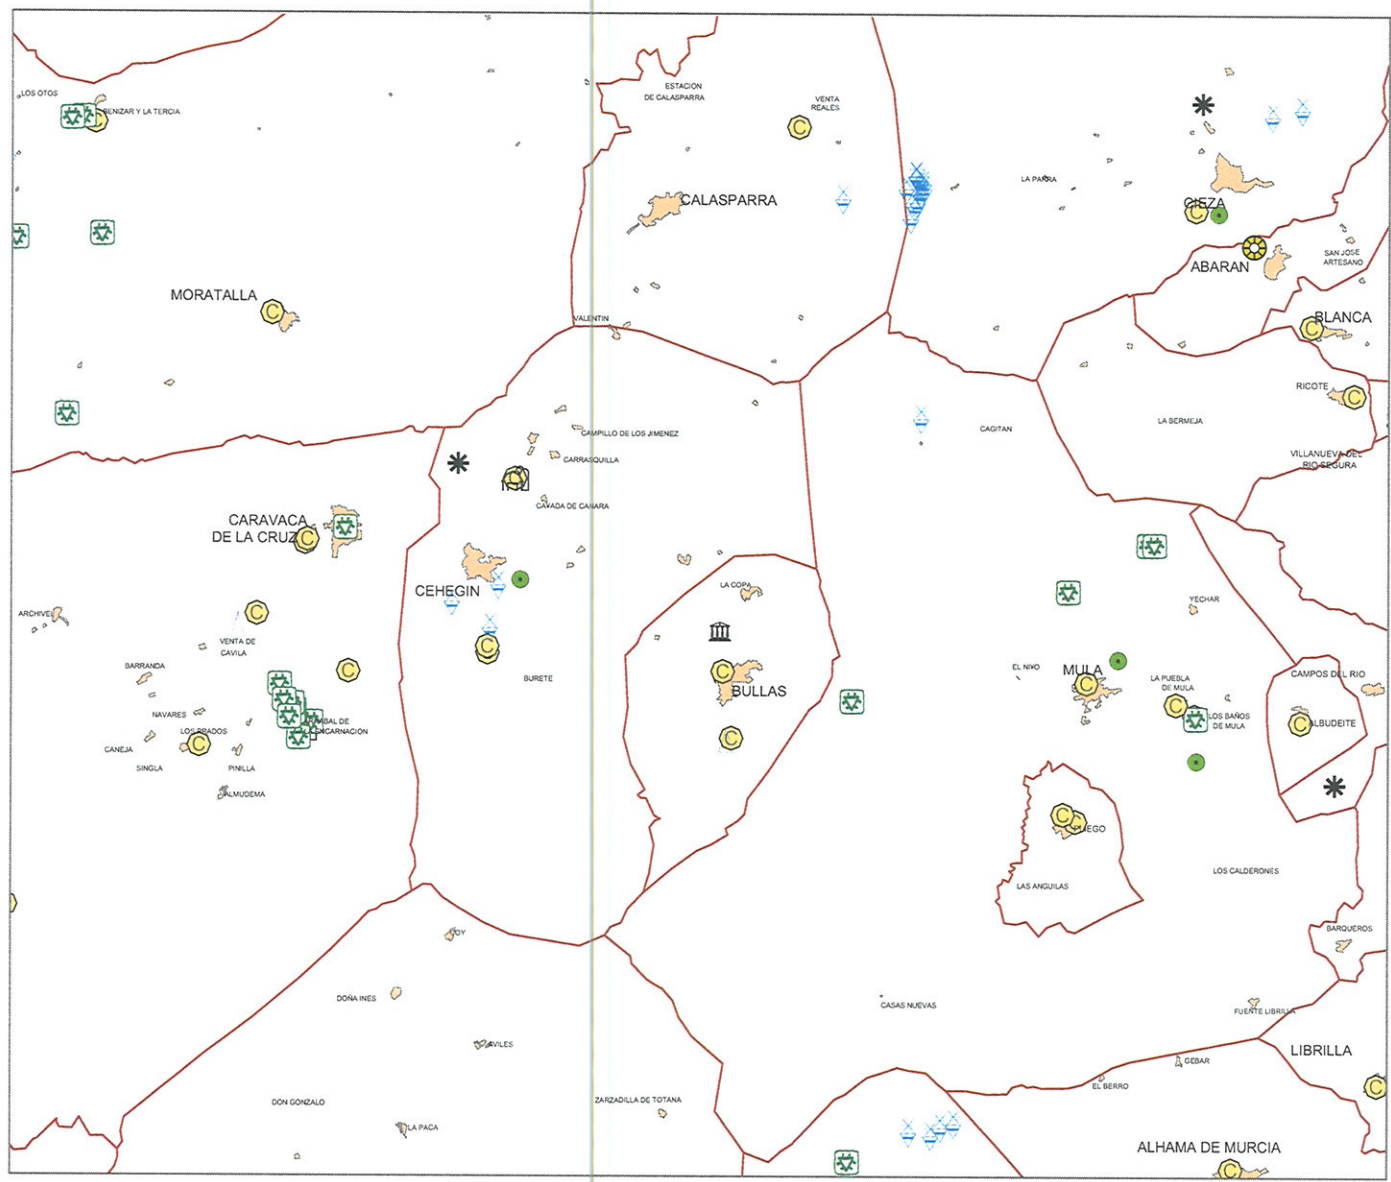 ESTACION
DE CALASPARRA
VENTA
REALES
LOS OTOS
BENIZAR Y LA TERCIA
LA PARRA
CALASPARRA
CIEZA
SAN JOSE
ARTESANO
ABARAN
MORATALLA
VALENTIN
BLANCA
RICOTE
LA BERMEJA
CAGITAN
CAMPILLO DE LOS JIMENEZ
CARRASQUILLA
VILLANUEVA DEL
RIO SEGURA
CAÑADA DE CANARA
CARAVACA
DE LA CRUZ
CEHEGIN
LA COPA
YECHAR
ARCHIVEL
VENTA DE
CAVILA
BARRANDA
BURETE
EL NIÑO
MULA
LA PUEBLA
DE MULA
CAMPOS DEL RIO
BULLAS
NAVARES
LOS PRADOS
LOS BAÑOS
DE MULA
ALBUDEITE
CANEJA
SINGLA
PINILLA
ALMUDEMA
PLIEGO
LAS ANGUILAS
LOS CALDERONES
BARQUEROS
DOÑA INES
CASAS NUEVAS
FUENTE LIBRILLA
AVILES
LIBRILLA
GEBAR
EL BERRO
DON GONZALO
ZARZADILLA DE TOTANA
LA PACA
ALHAMA DE MURCIA